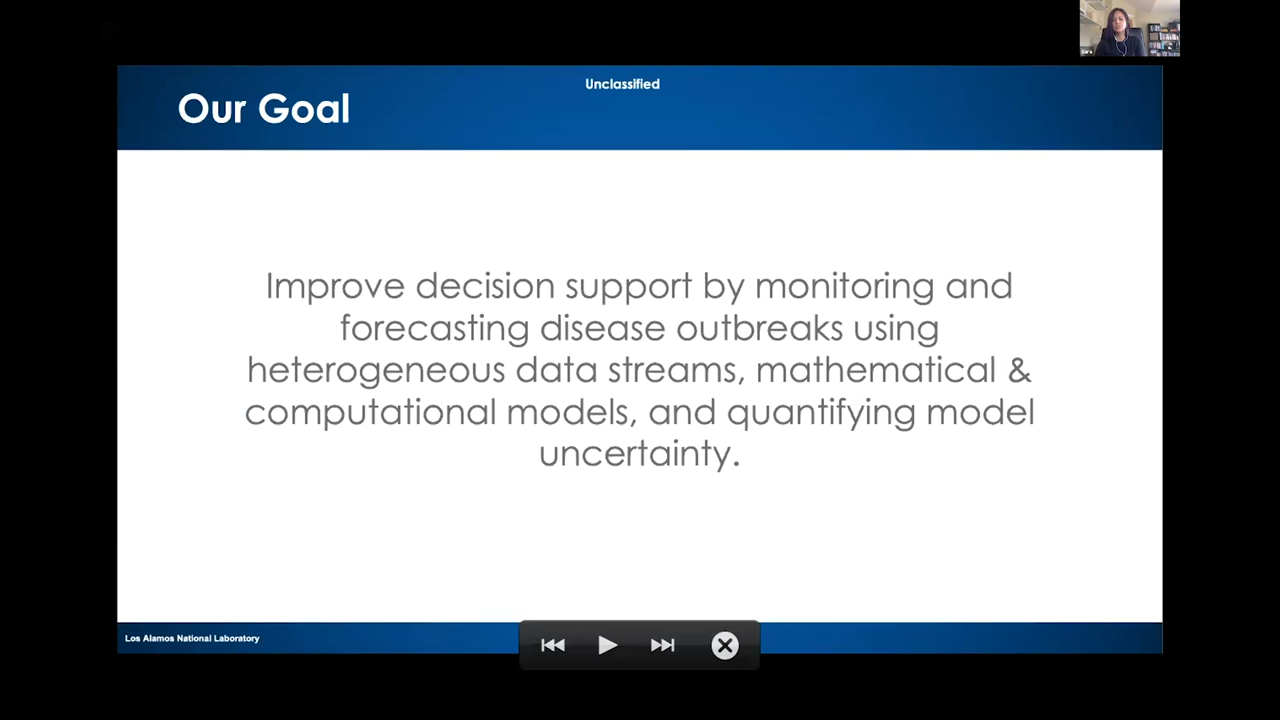 Sara
Unclassified
Our Goal
Improve decision support by monitoring and
forecasting disease outbreaks using
heterogeneous data streams, mathematical &
computational models, and quantifying model
uncertainty.
Los Alamos National Laboratory